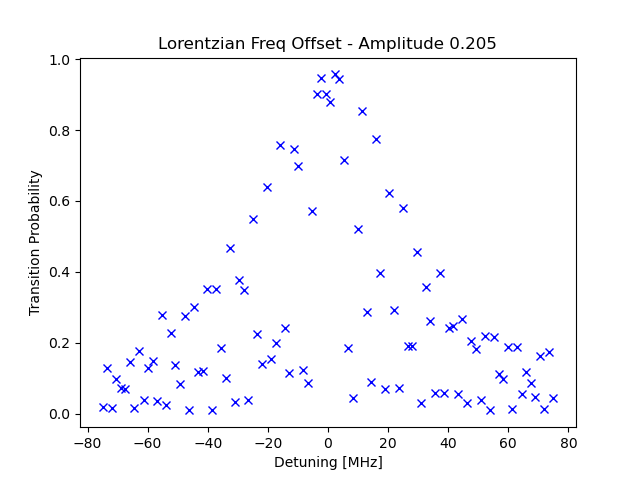 Lorentzian Freq Offset - Amplitude 0.205
1.0
0.8
0.6
0.4
0.2
0.0
Transition Probability
−80 −60 −40 −20 0 20 40 60 80
Detuning [MHz]